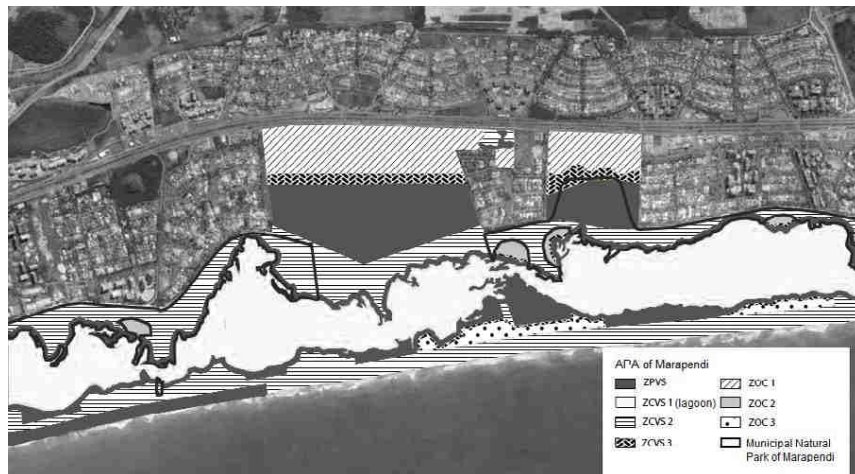 APA of Marapendi
ZPVS
ZCVS 1 (lagoon)
ZCVS 2
ZCVS 3
ZOC 1
ZOC 2
ZOC 3
Municipal Natural
Park of Marapendi